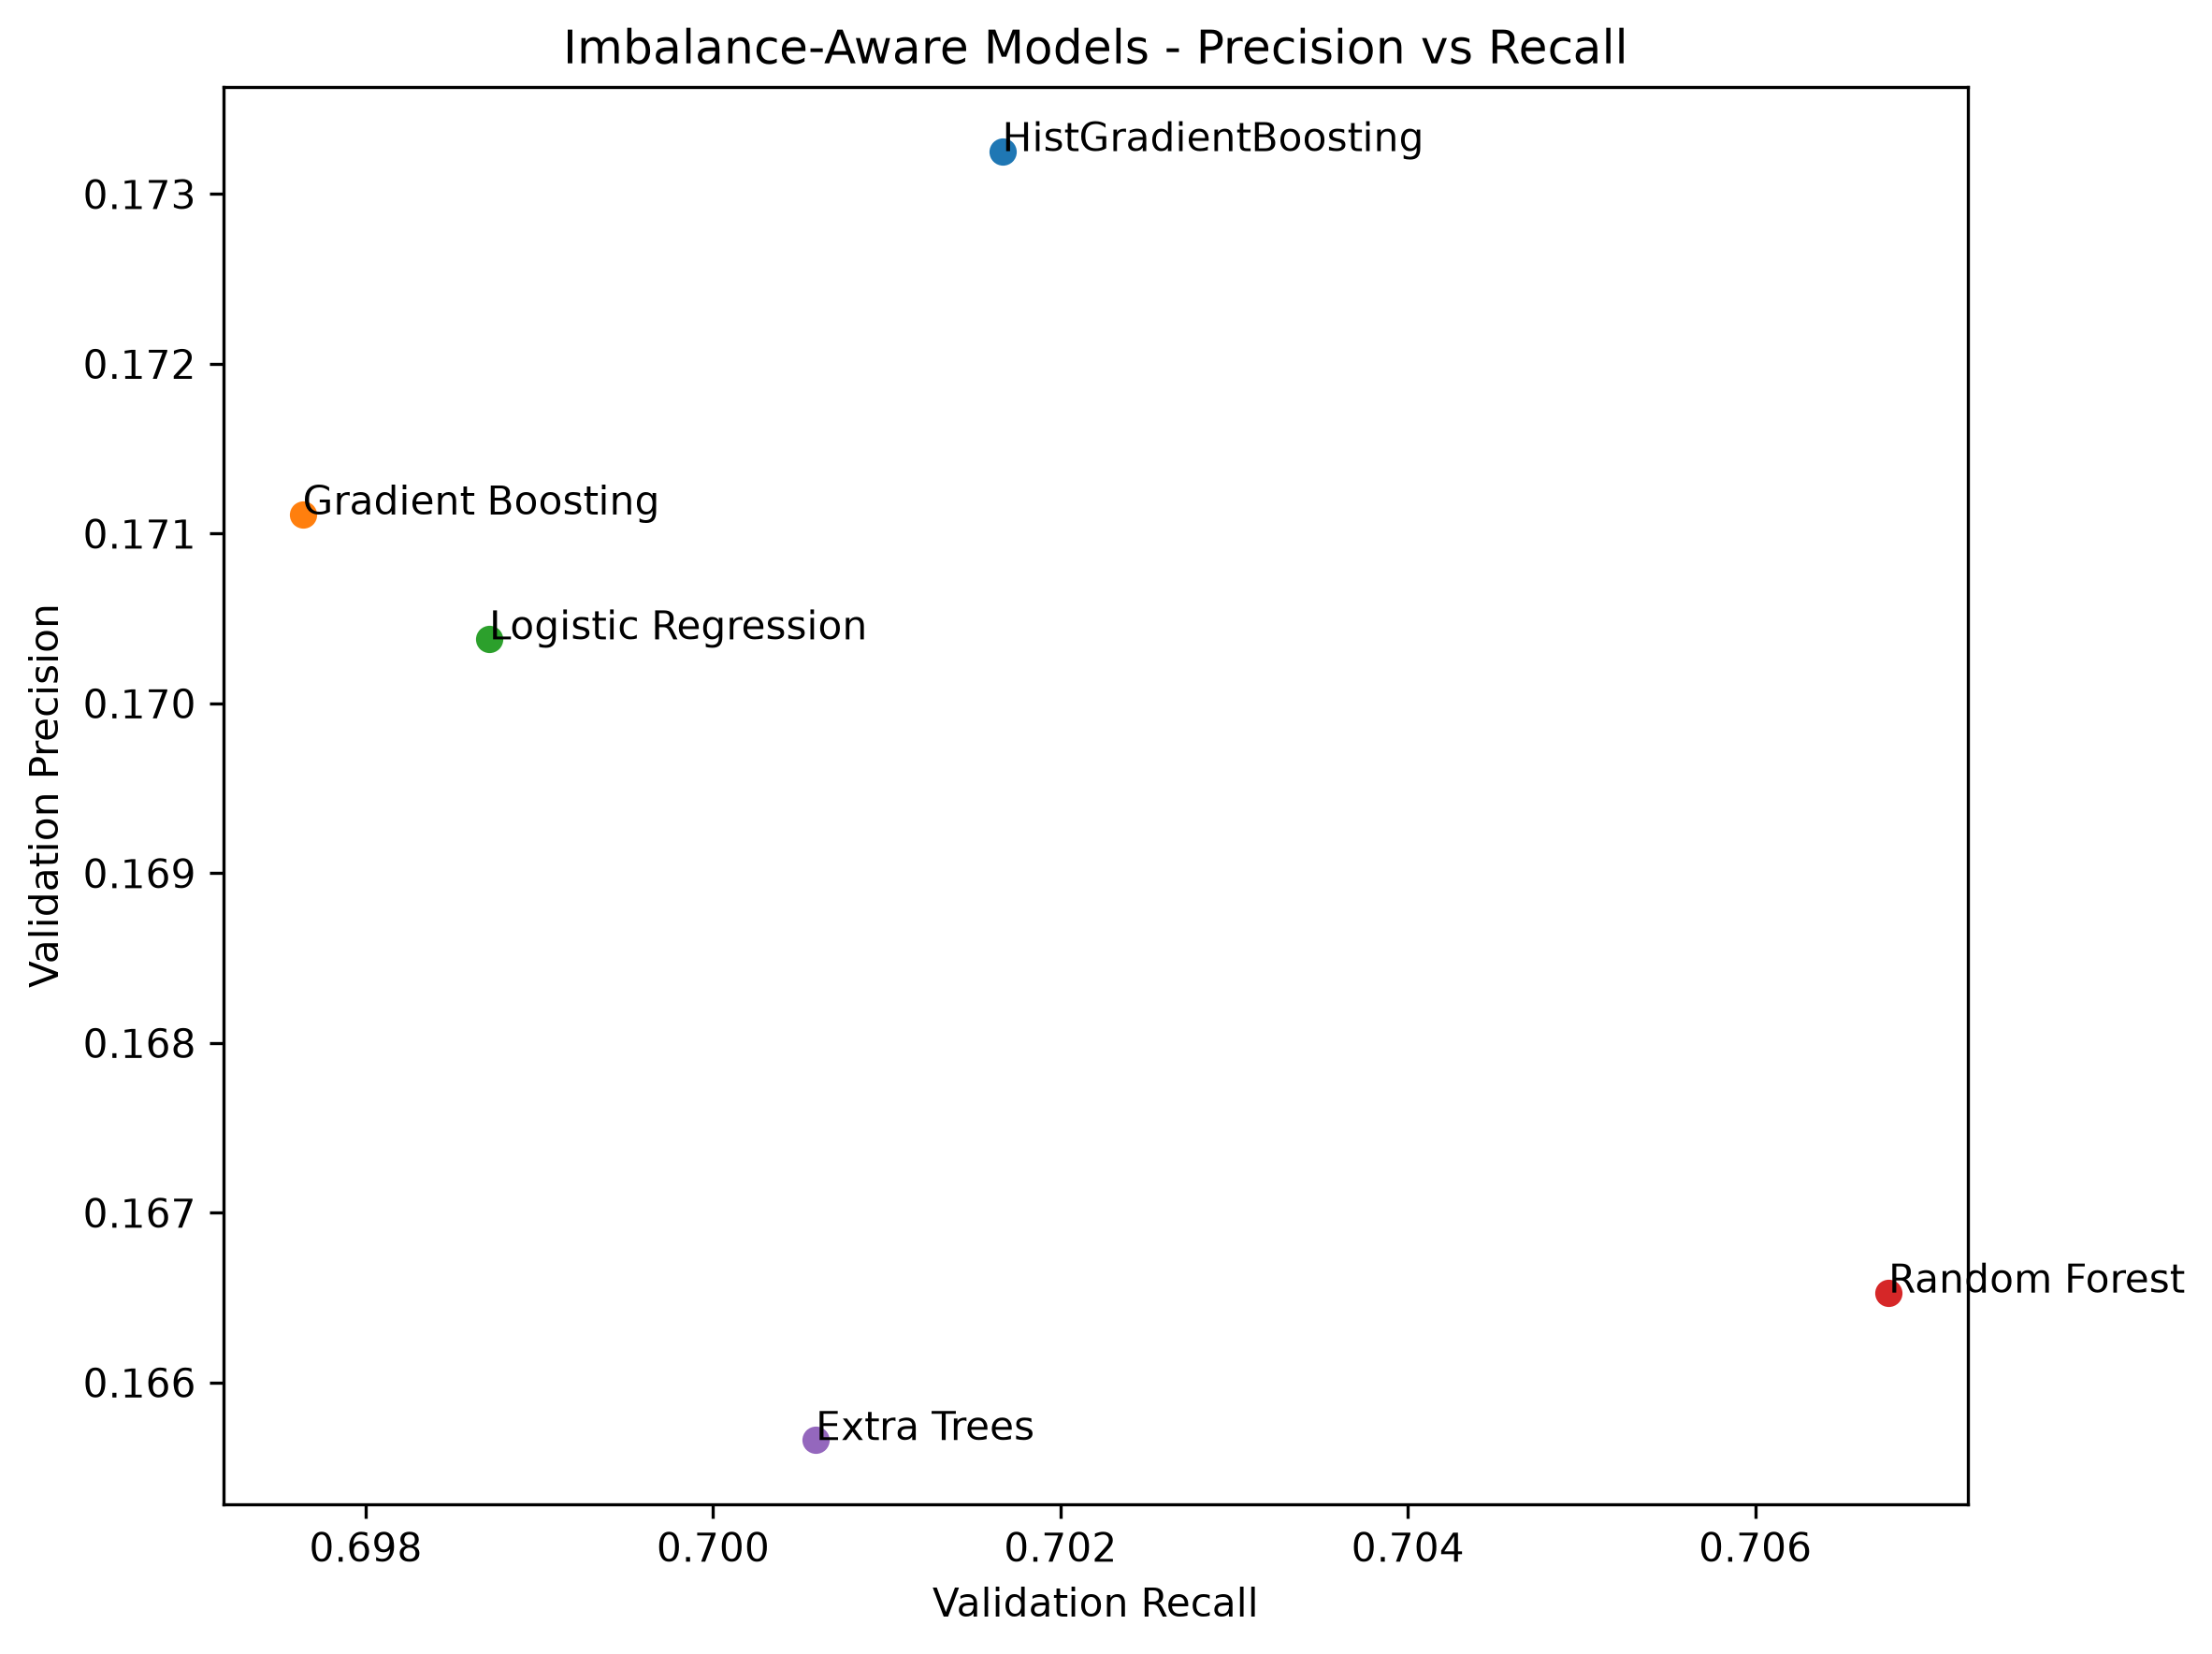 Imbalance-Aware Models - Precision vs Recall
HistGradientBoosting
0.173
0.172
Gradient Boosting
0.171
Logistic Regression
0.170
Validation Precision
0.169
0.168
0.167
Random Forest
0.166
Extra Trees
0.698 0.700 0.702 0.704 0.706
Validation Recall